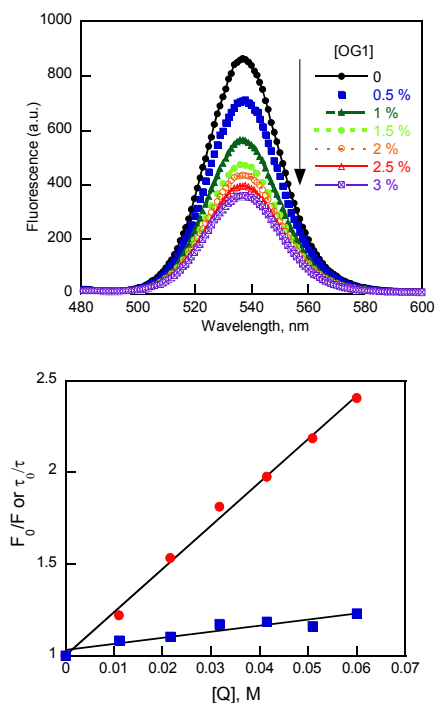 1000
800
600
400
200
0
Fluorescence (a.u.)
[OG1]
0
0.5 %
1 %
1.5 %
2 %
2.5 %
3 %
480 500 520 540 560 580 600
Wavelength, nm
2.5
2
1.5
1
F₀/F or τ₀/τ
0 0.01 0.02 0.03 0.04 0.05 0.06 0.07
[Q], M